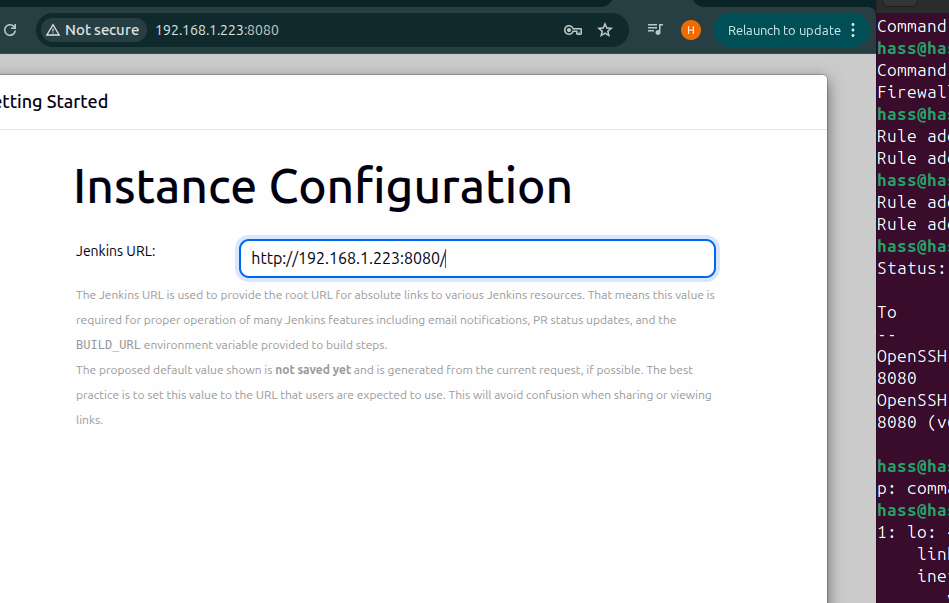 Not secure 192.168.1.223:8080
H
Relaunch to update
etting Started
Instance Configuration
Jenkins URL:
http://192.168.1.223:8080/
The Jenkins URL is used to provide the root URL for absolute links to various Jenkins resources. That means this value is
required for proper operation of many Jenkins features including email notifications, PR status updates, and the
BUILD_URL environment variable provided to build steps.
The proposed default value shown is not saved yet and is generated from the current request, if possible. The best
practice is to set this value to the URL that users are expected to use. This will avoid confusion when sharing or viewing
links.
Command
hass@ha
Command
Firewal
hass@ha
Rule ad
Rule ad
hass@ha
Rule ad
Rule ad
hass@ha
Status:
To
--
OpenSSH
8080
OpenSSH
8080 (v
hass@ha
p: comm
hass@ha
1: lo:
lin
ine